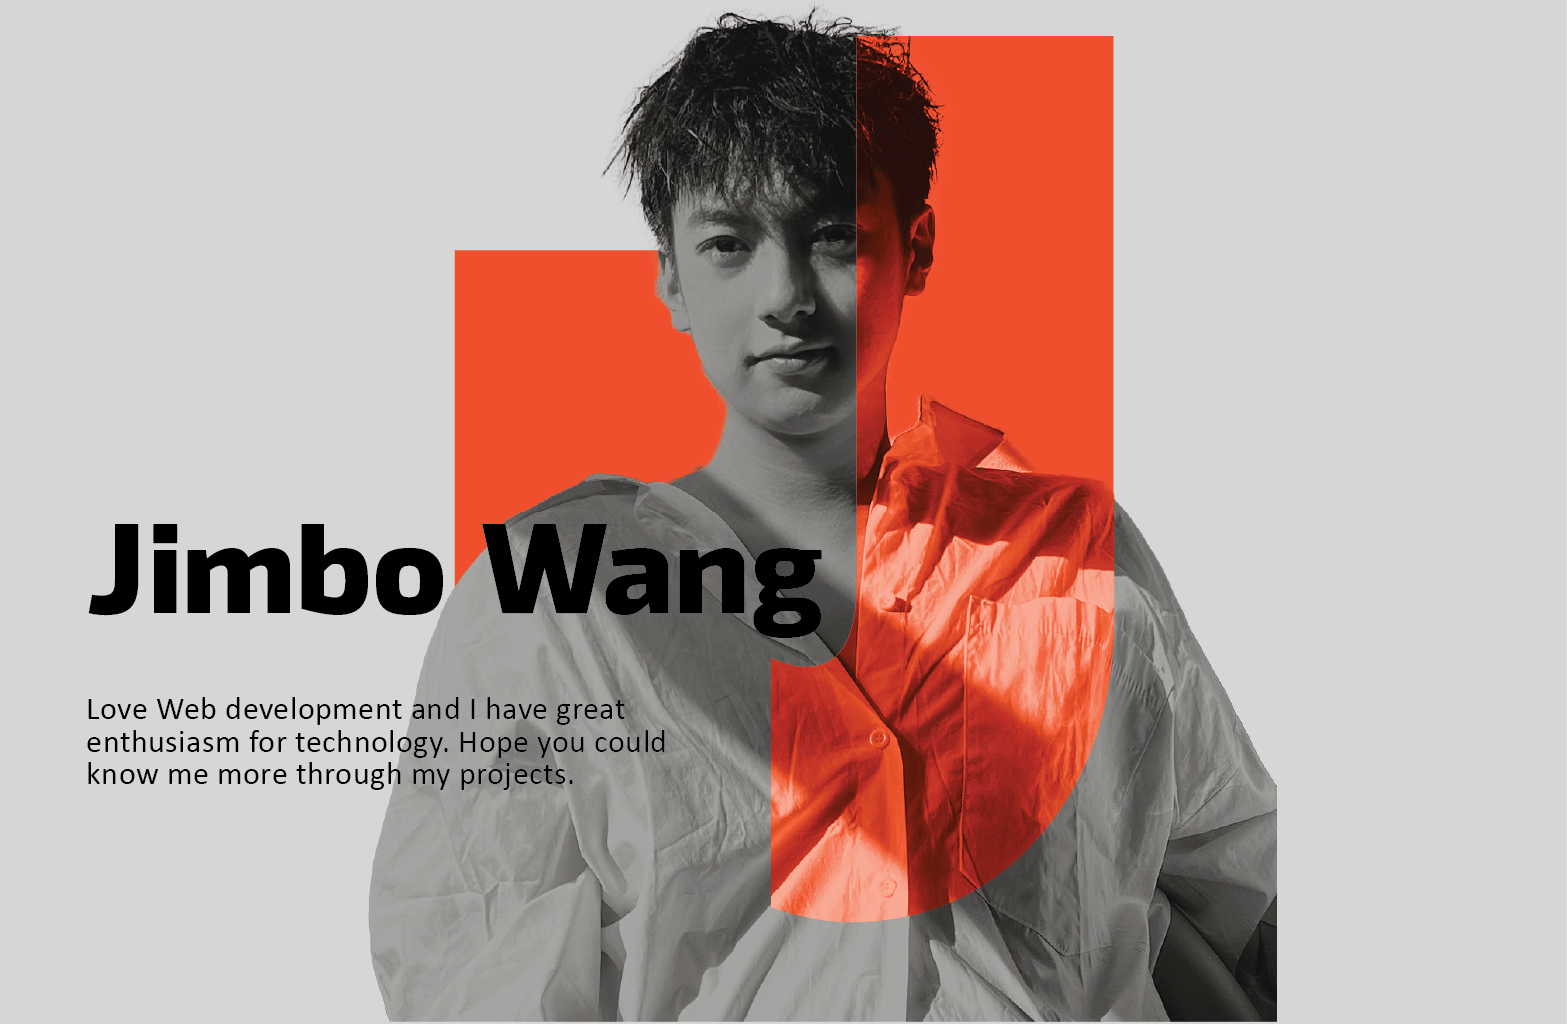 Jimbo Wang
Love Web development and I have great
enthusiasm for technology. Hope you could
know me more through my projects.